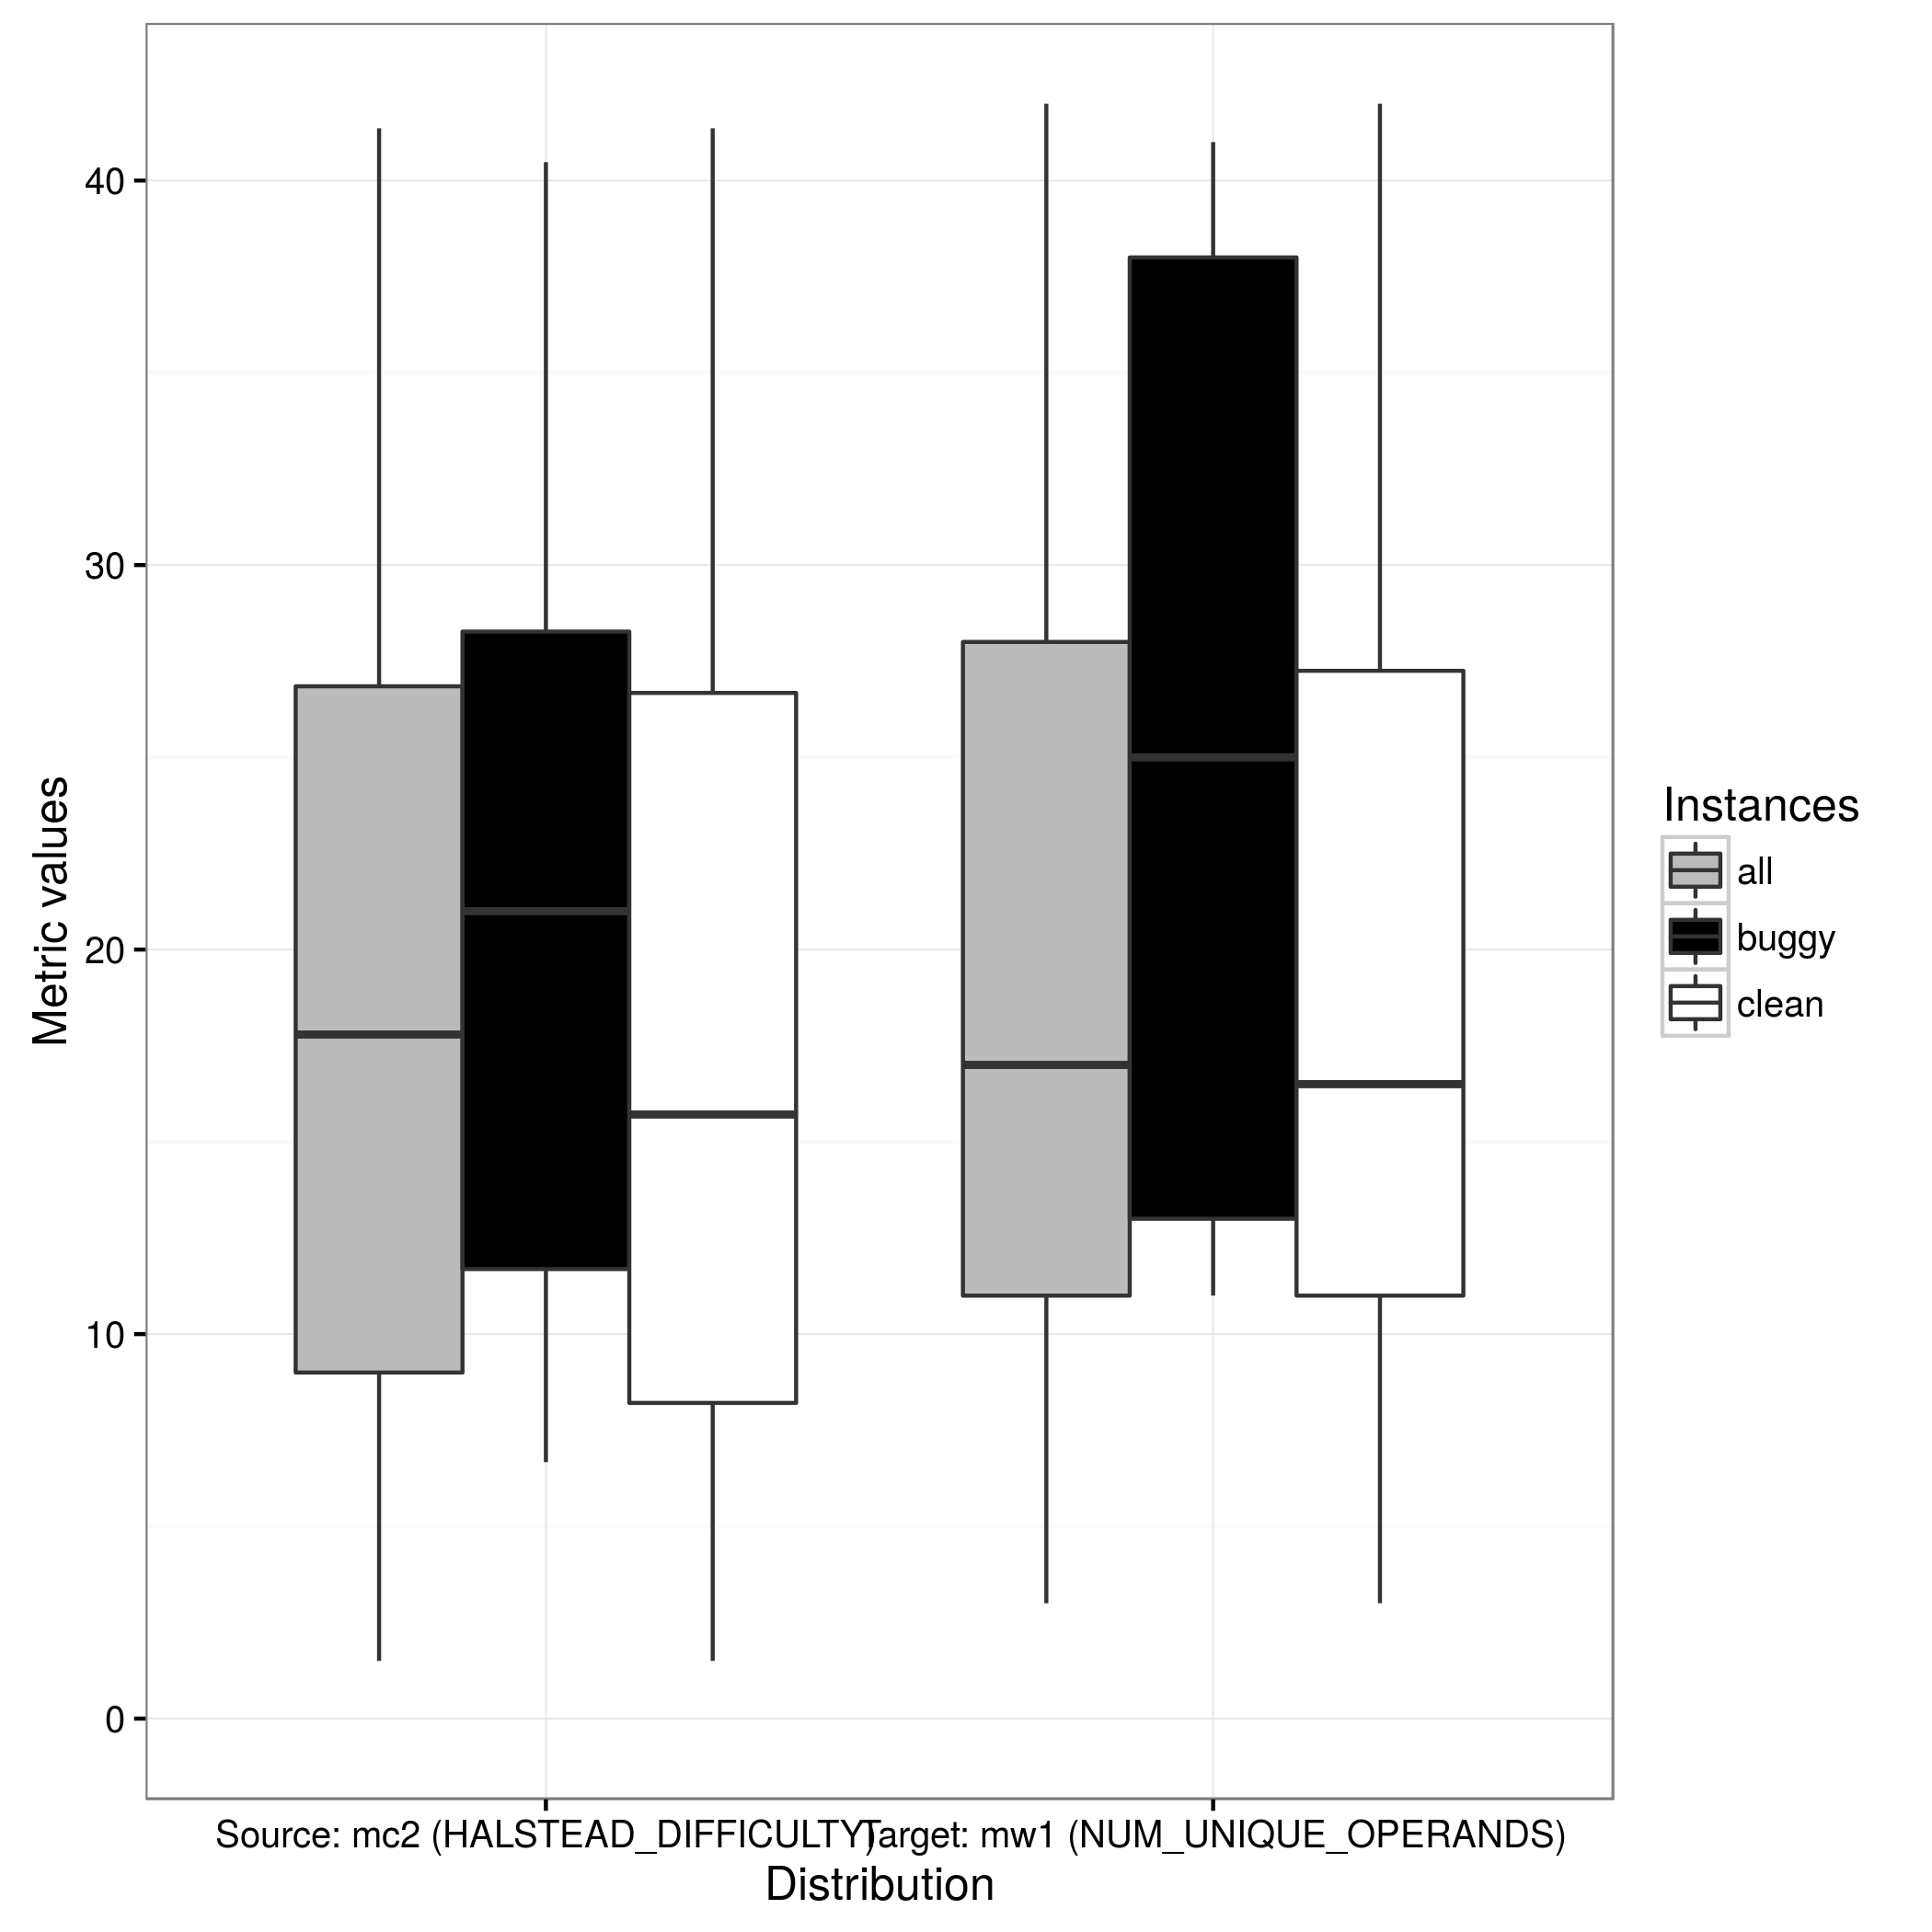 Metric values
40
30
20
10
0
Source: mc2 (HALSTEAD_DIFFICULTY)
Target: mw1 (NUM_UNIQUE_OPERANDS)
Distribution
Instances
all
buggy
clean